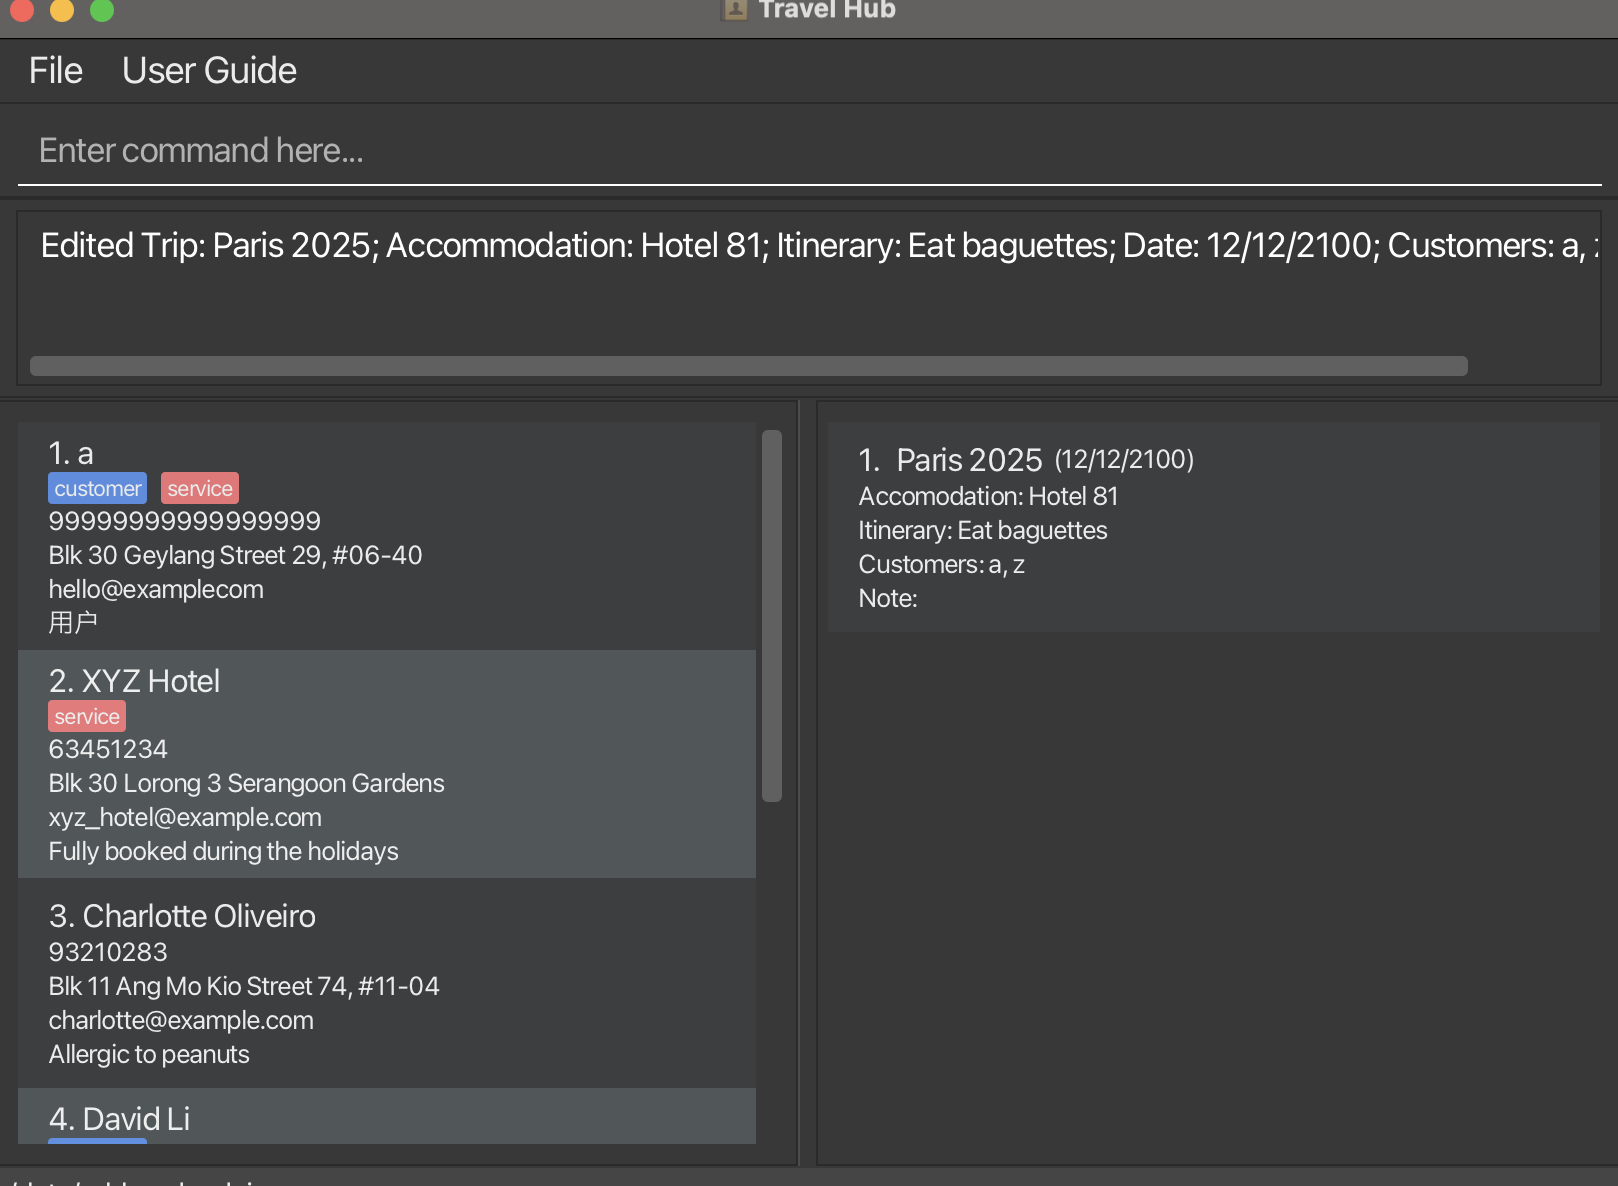 Travel Hub
File User Guide
Enter command here...
Edited Trip: Paris 2025; Accommodation: Hotel 81; Itinerary: Eat baguettes; Date: 12/12/2100; Customers: a,
1. a
customer service
99999999999999999
Blk 30 Geylang Street 29, #06-40
hello@examplecom
用户
2. XYZ Hotel
service
63451234
Blk 30 Lorong 3 Serangoon Gardens
xyz_hotel@example.com
Fully booked during the holidays
3. Charlotte Oliveiro
93210283
Blk 11 Ang Mo Kio Street 74, #11-04
charlotte@example.com
Allergic to peanuts
4. David Li
1. Paris 2025 (12/12/2100)
Accomodation: Hotel 81
Itinerary: Eat baguettes
Customers: a, z
Note: